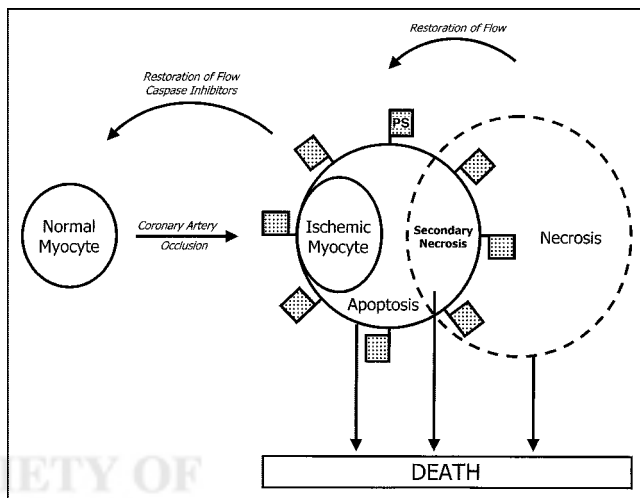 Restoration of Flow
Restoration of Flow
Caspase Inhibitors
PS
Normal
Myocyte
Coronary Artery
Occlusion
Ischemic
Myocyte
Secondary
Necrosis
Necrosis
Apoptosis
DEATH
IETY OF